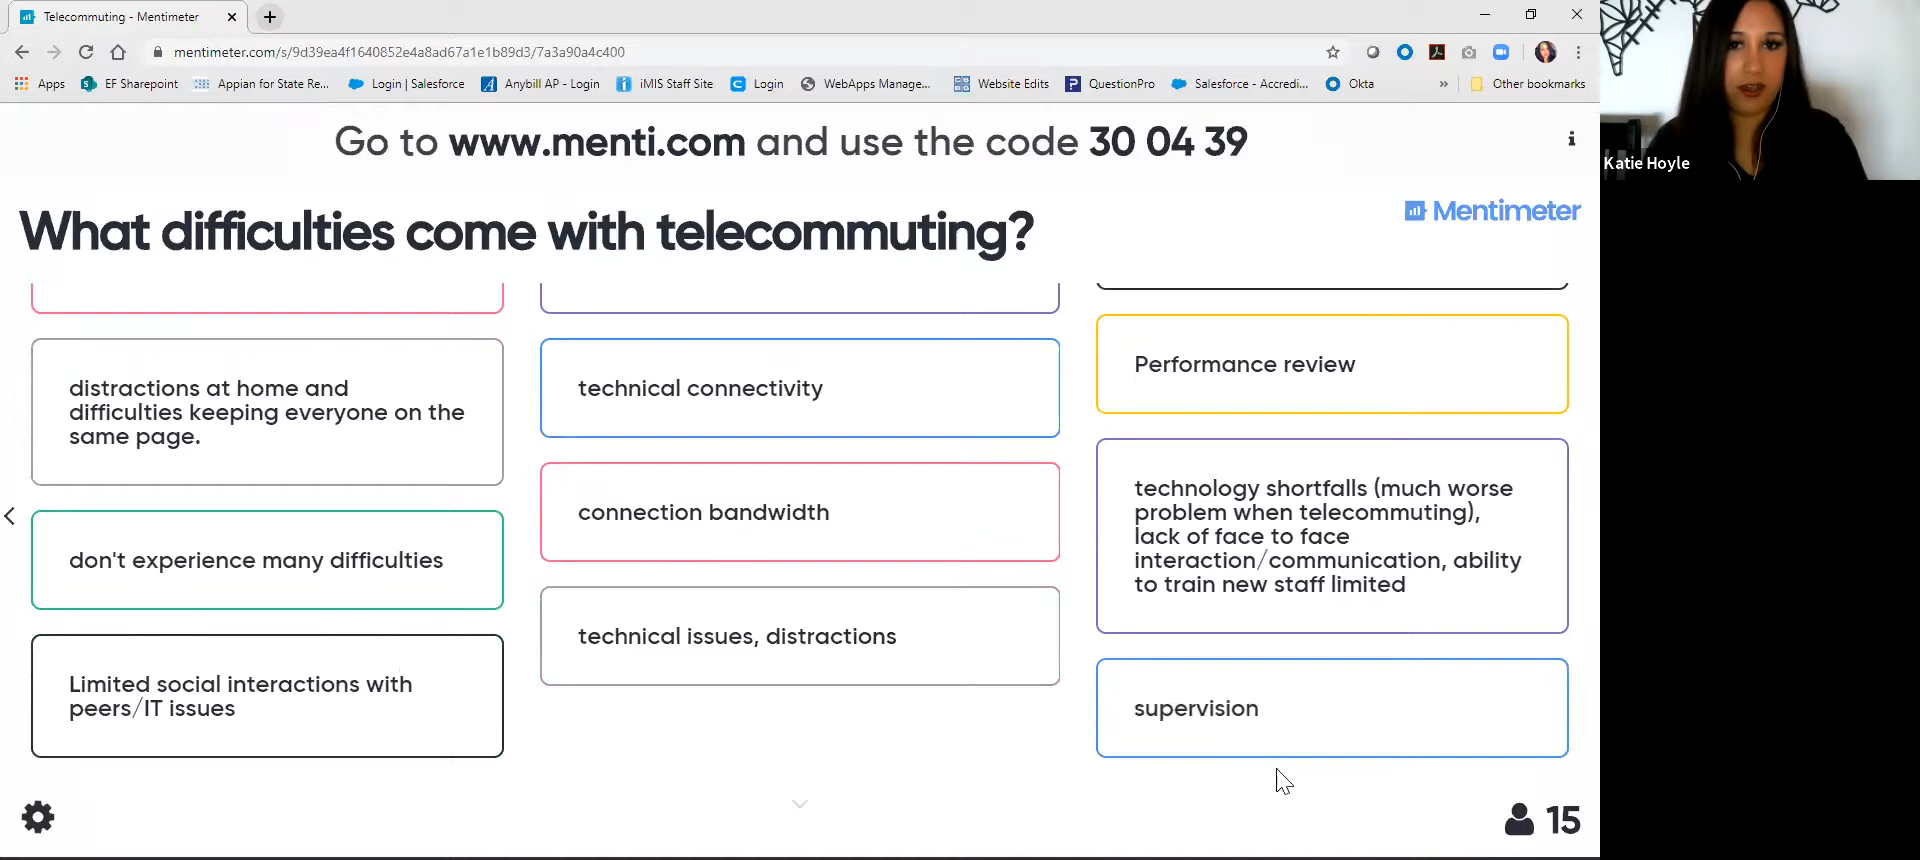 Telecommuting - Mentimeter
mentimeter.com/s/9d39ea4f1640852e4a8ad67a1e1b89d3/7a3a90a4c400
Apps
EF Sharepoint
Appian for State Re...
Login | Salesforce
Anybill AP - Login
iMIS Staff Site
Login
WebApps Manage...
Website Edits
QuestionPro
Salesforce - Accredi...
Okta
»
Other bookmarks
Go to www.menti.com and use the code 30 04 39
Katie Hoyle
Mentimeter
What difficulties come with telecommuting?
distractions at home and
difficulties keeping everyone on the
same page.
don't experience many difficulties
Limited social interactions with
peers/IT issues
technical connectivity
connection bandwidth
technical issues, distractions
Performance review
technology shortfalls (much worse
problem when telecommuting),
lack of face to face
interaction/communication, ability
to train new staff limited
supervision
15